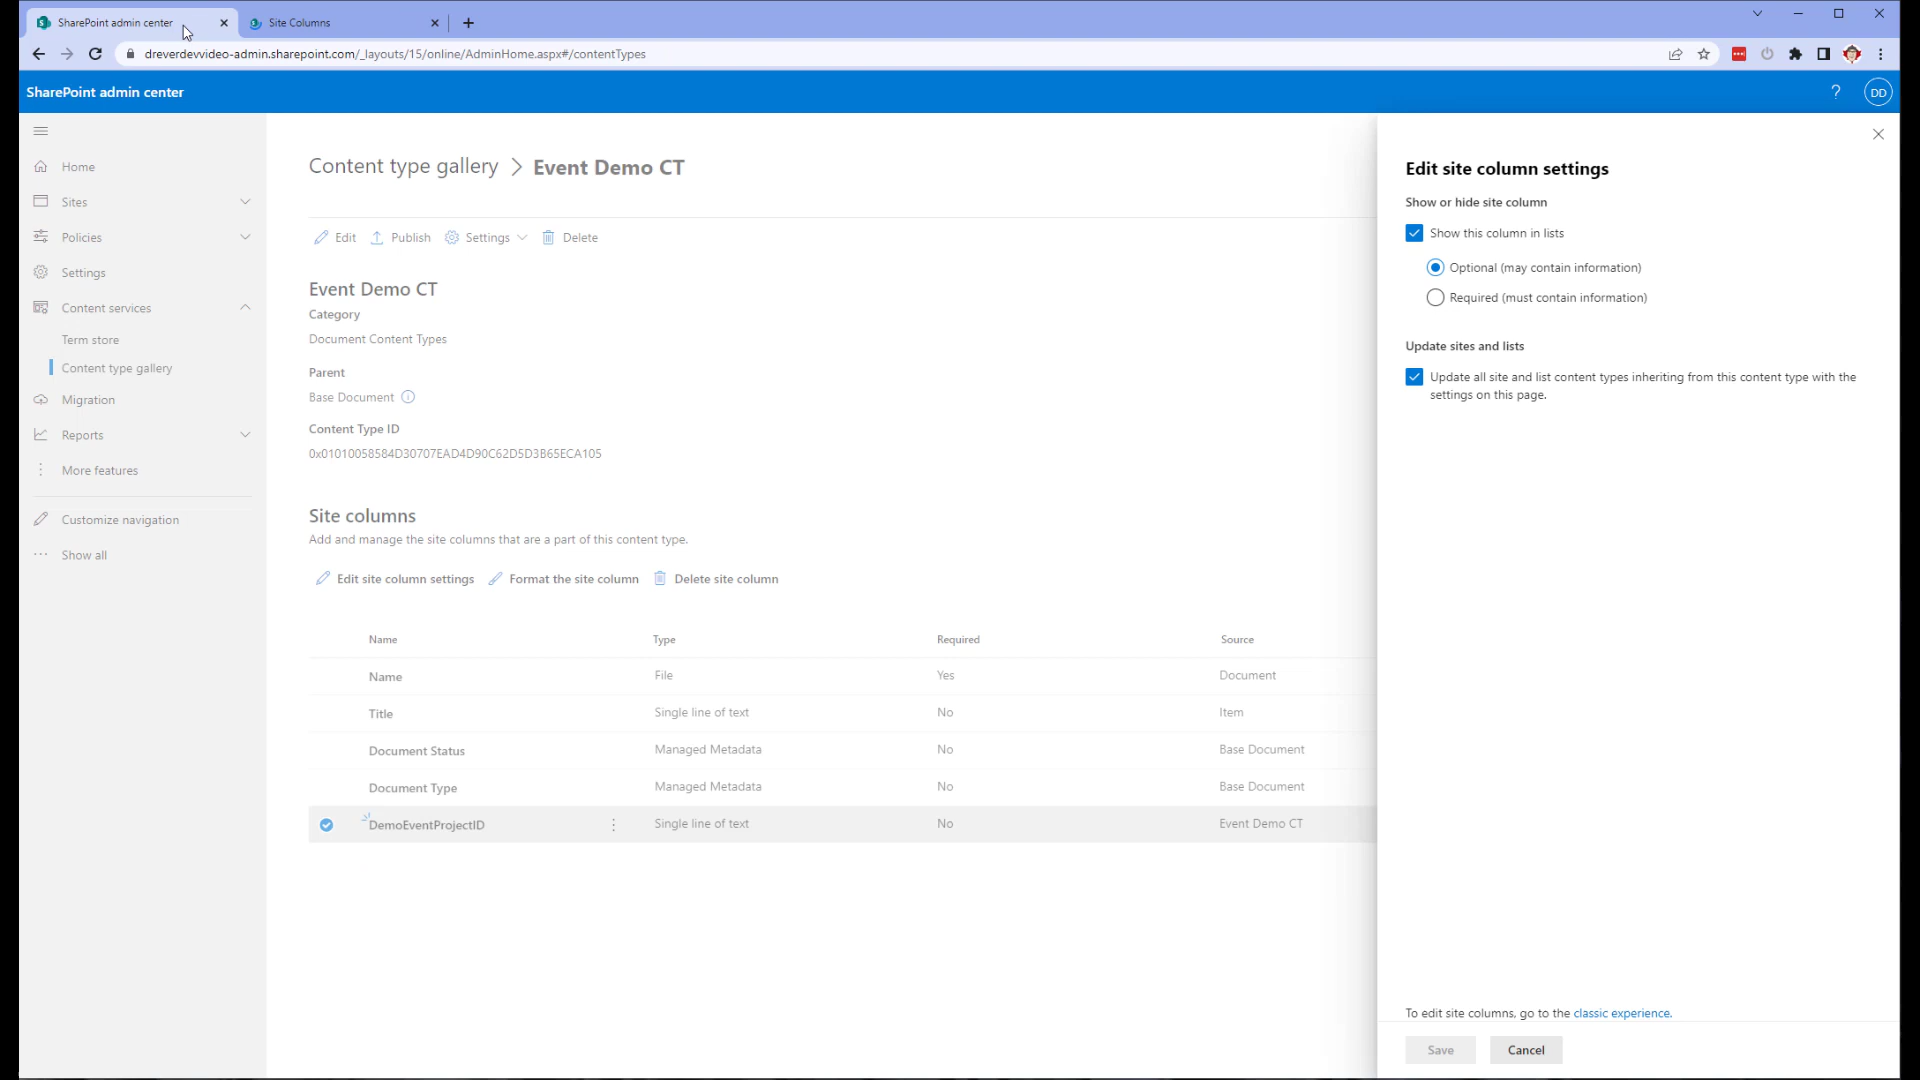 SharePoint admin center
Site Columns
dreverdevvideo-admin.sharepoint.com/_layouts/15/online/AdminHome.aspx#/contentTypes
SharePoint admin center
?
DD
Home
Sites
Policies
Settings
Content services
Term store
Content type gallery
Migration
Reports
More features
Customize navigation
Show all
Content type gallery > Event Demo CT
Edit Publish Settings Delete
Event Demo CT
Category
Document Content Types
Parent
Base Document
Content Type ID
0x01010058584D30707EAD4D90C62D5D3B65ECA105
Site columns
Add and manage the site columns that are a part of this content type.
Edit site column settings Format the site column Delete site column
Name Type Required Source
Name File Yes Document
Title Single line of text No Item
Document Status Managed Metadata No Base Document
Document Type Managed Metadata No Base Document
DemoEventProjectID Single line of text No Event Demo CT
Edit site column settings
Show or hide site column
Show this column in lists
Optional (may contain information)
Required (must contain information)
Update sites and lists
Update all site and list content types inheriting from this content type with the
settings on this page.
To edit site columns, go to the classic experience.
Save Cancel